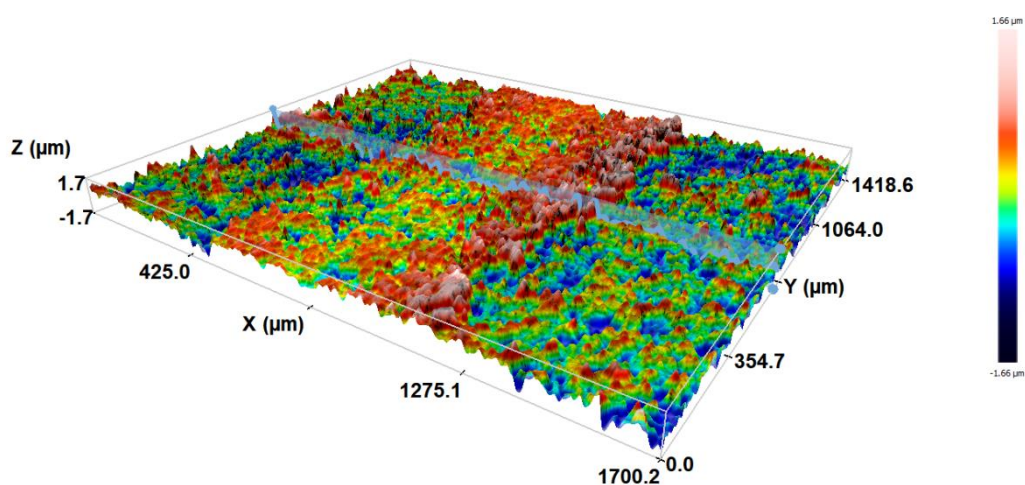 1.66 µm
Z (µm)
1.7
-1.7
425.0
X (µm)
1275.1
1700.2
0.0
354.7
Y (µm)
1064.0
1418.6
-1.66 µm